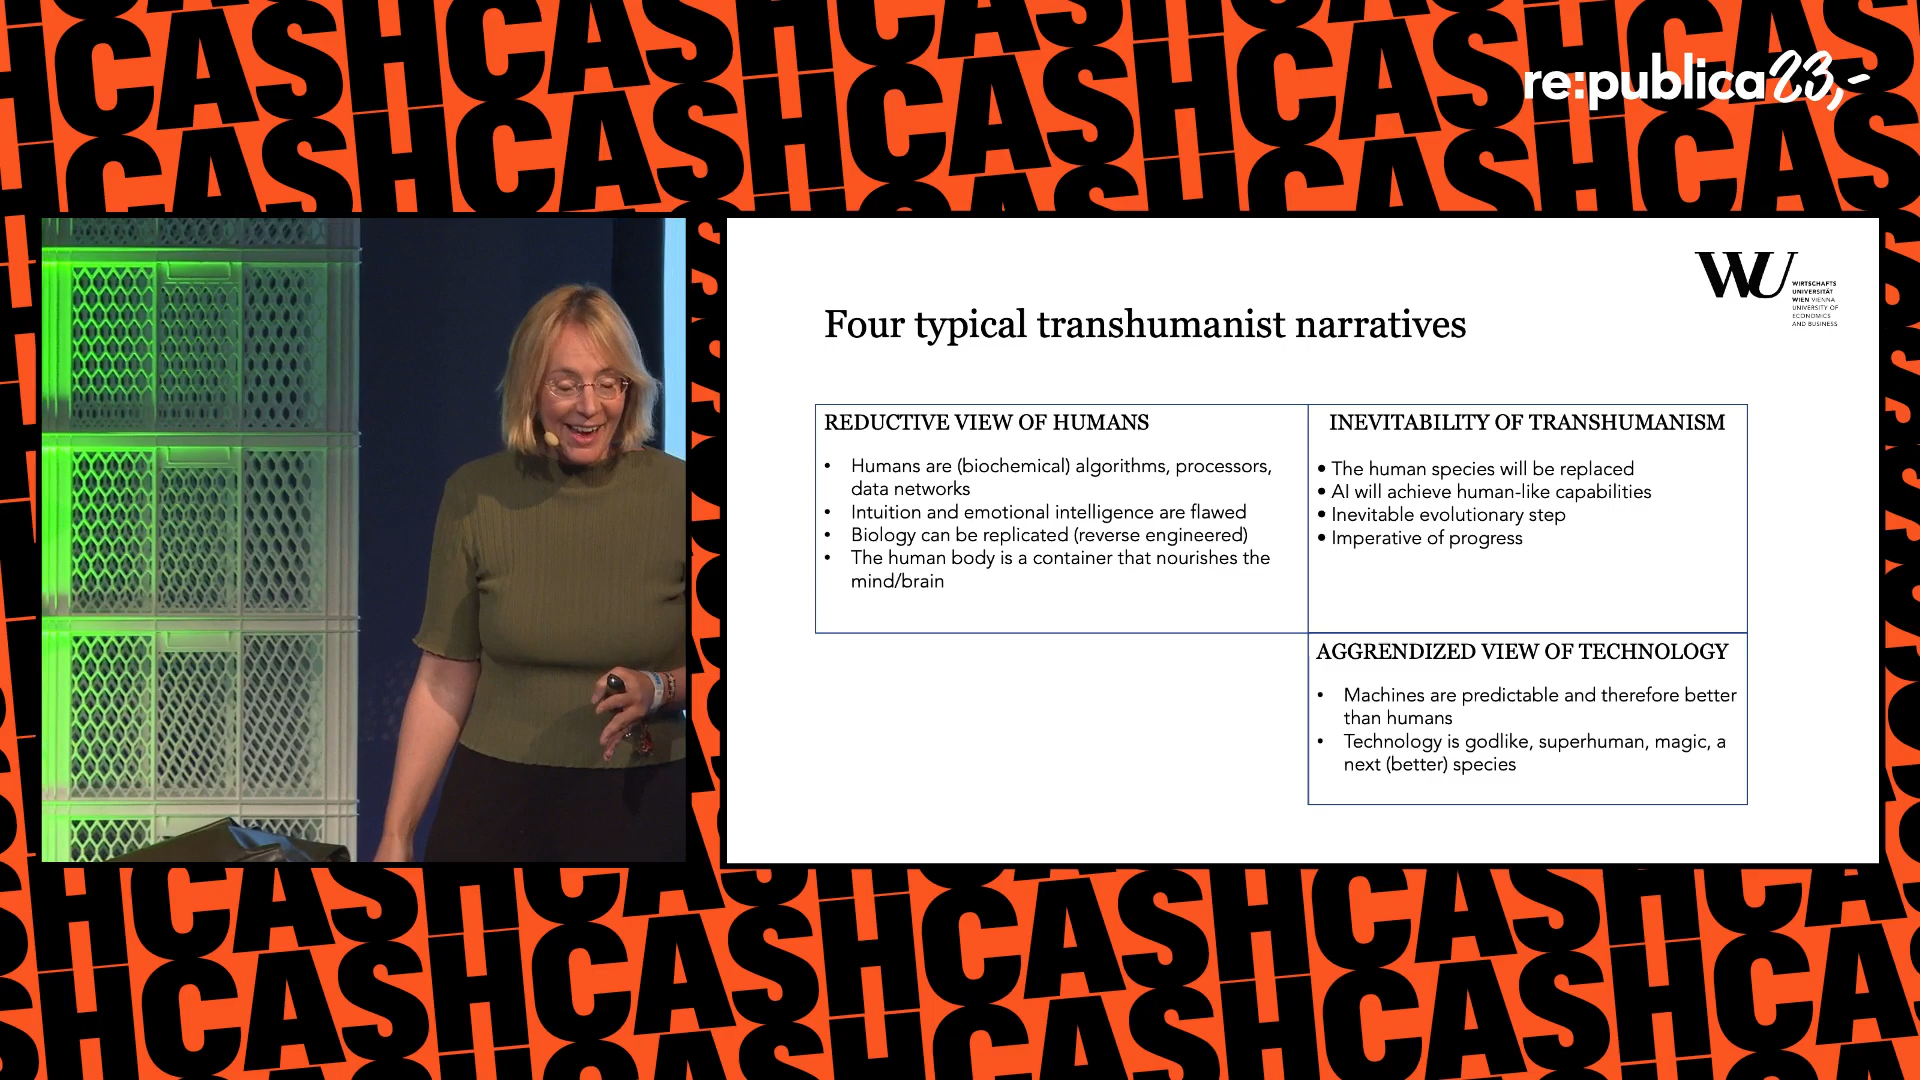 CASHCASHCASHCASHCASH
re:publica23,-
WU
WIRTSCHAFTS
UNIVERSITÄT
WIEN VIENNA
UNIVERSITY OF
ECONOMICS
AND BUSINESS
Four typical transhumanist narratives
REDUCTIVE VIEW OF HUMANS
• Humans are (biochemical) algorithms, processors,
data networks
• Intuition and emotional intelligence are flawed
• Biology can be replicated (reverse engineered)
• The human body is a container that nourishes the
mind/brain
INEVITABILITY OF TRANSHUMANISM
• The human species will be replaced
• AI will achieve human-like capabilities
• Inevitable evolutionary step
• Imperative of progress
AGGRENDIZED VIEW OF TECHNOLOGY
• Machines are predictable and therefore better
than humans
• Technology is godlike, superhuman, magic, a
next (better) species
CASHCASHCASHCASHCASH